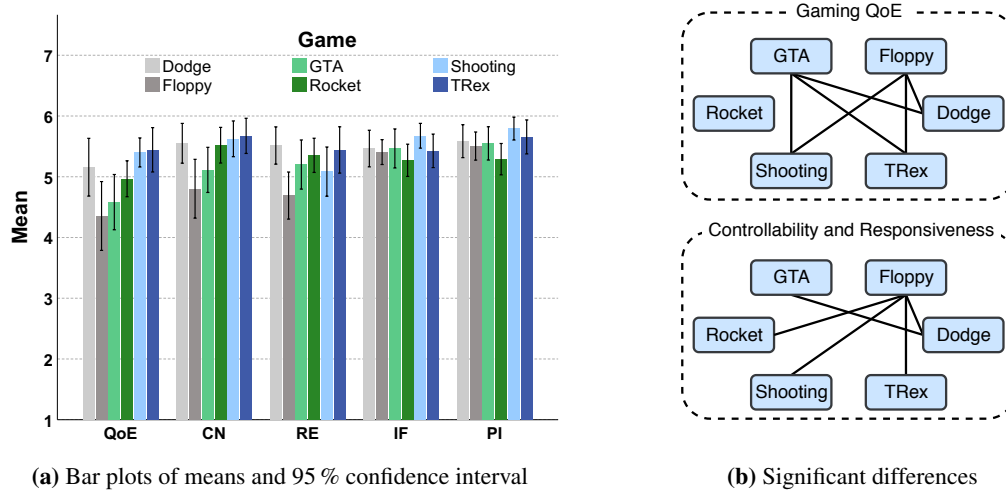 Game
Dodge
Floppy
GTA
Rocket
Shooting
TRex
Mean
7
6
5
4
3
2
1
QoE CN RE IF PI
(a) Bar plots of means and 95 % confidence interval
Gaming QoE
GTA Floppy
Rocket Dodge
Shooting TRex
Controllability and Responsiveness
GTA Floppy
Rocket Dodge
Shooting TRex
(b) Significant differences